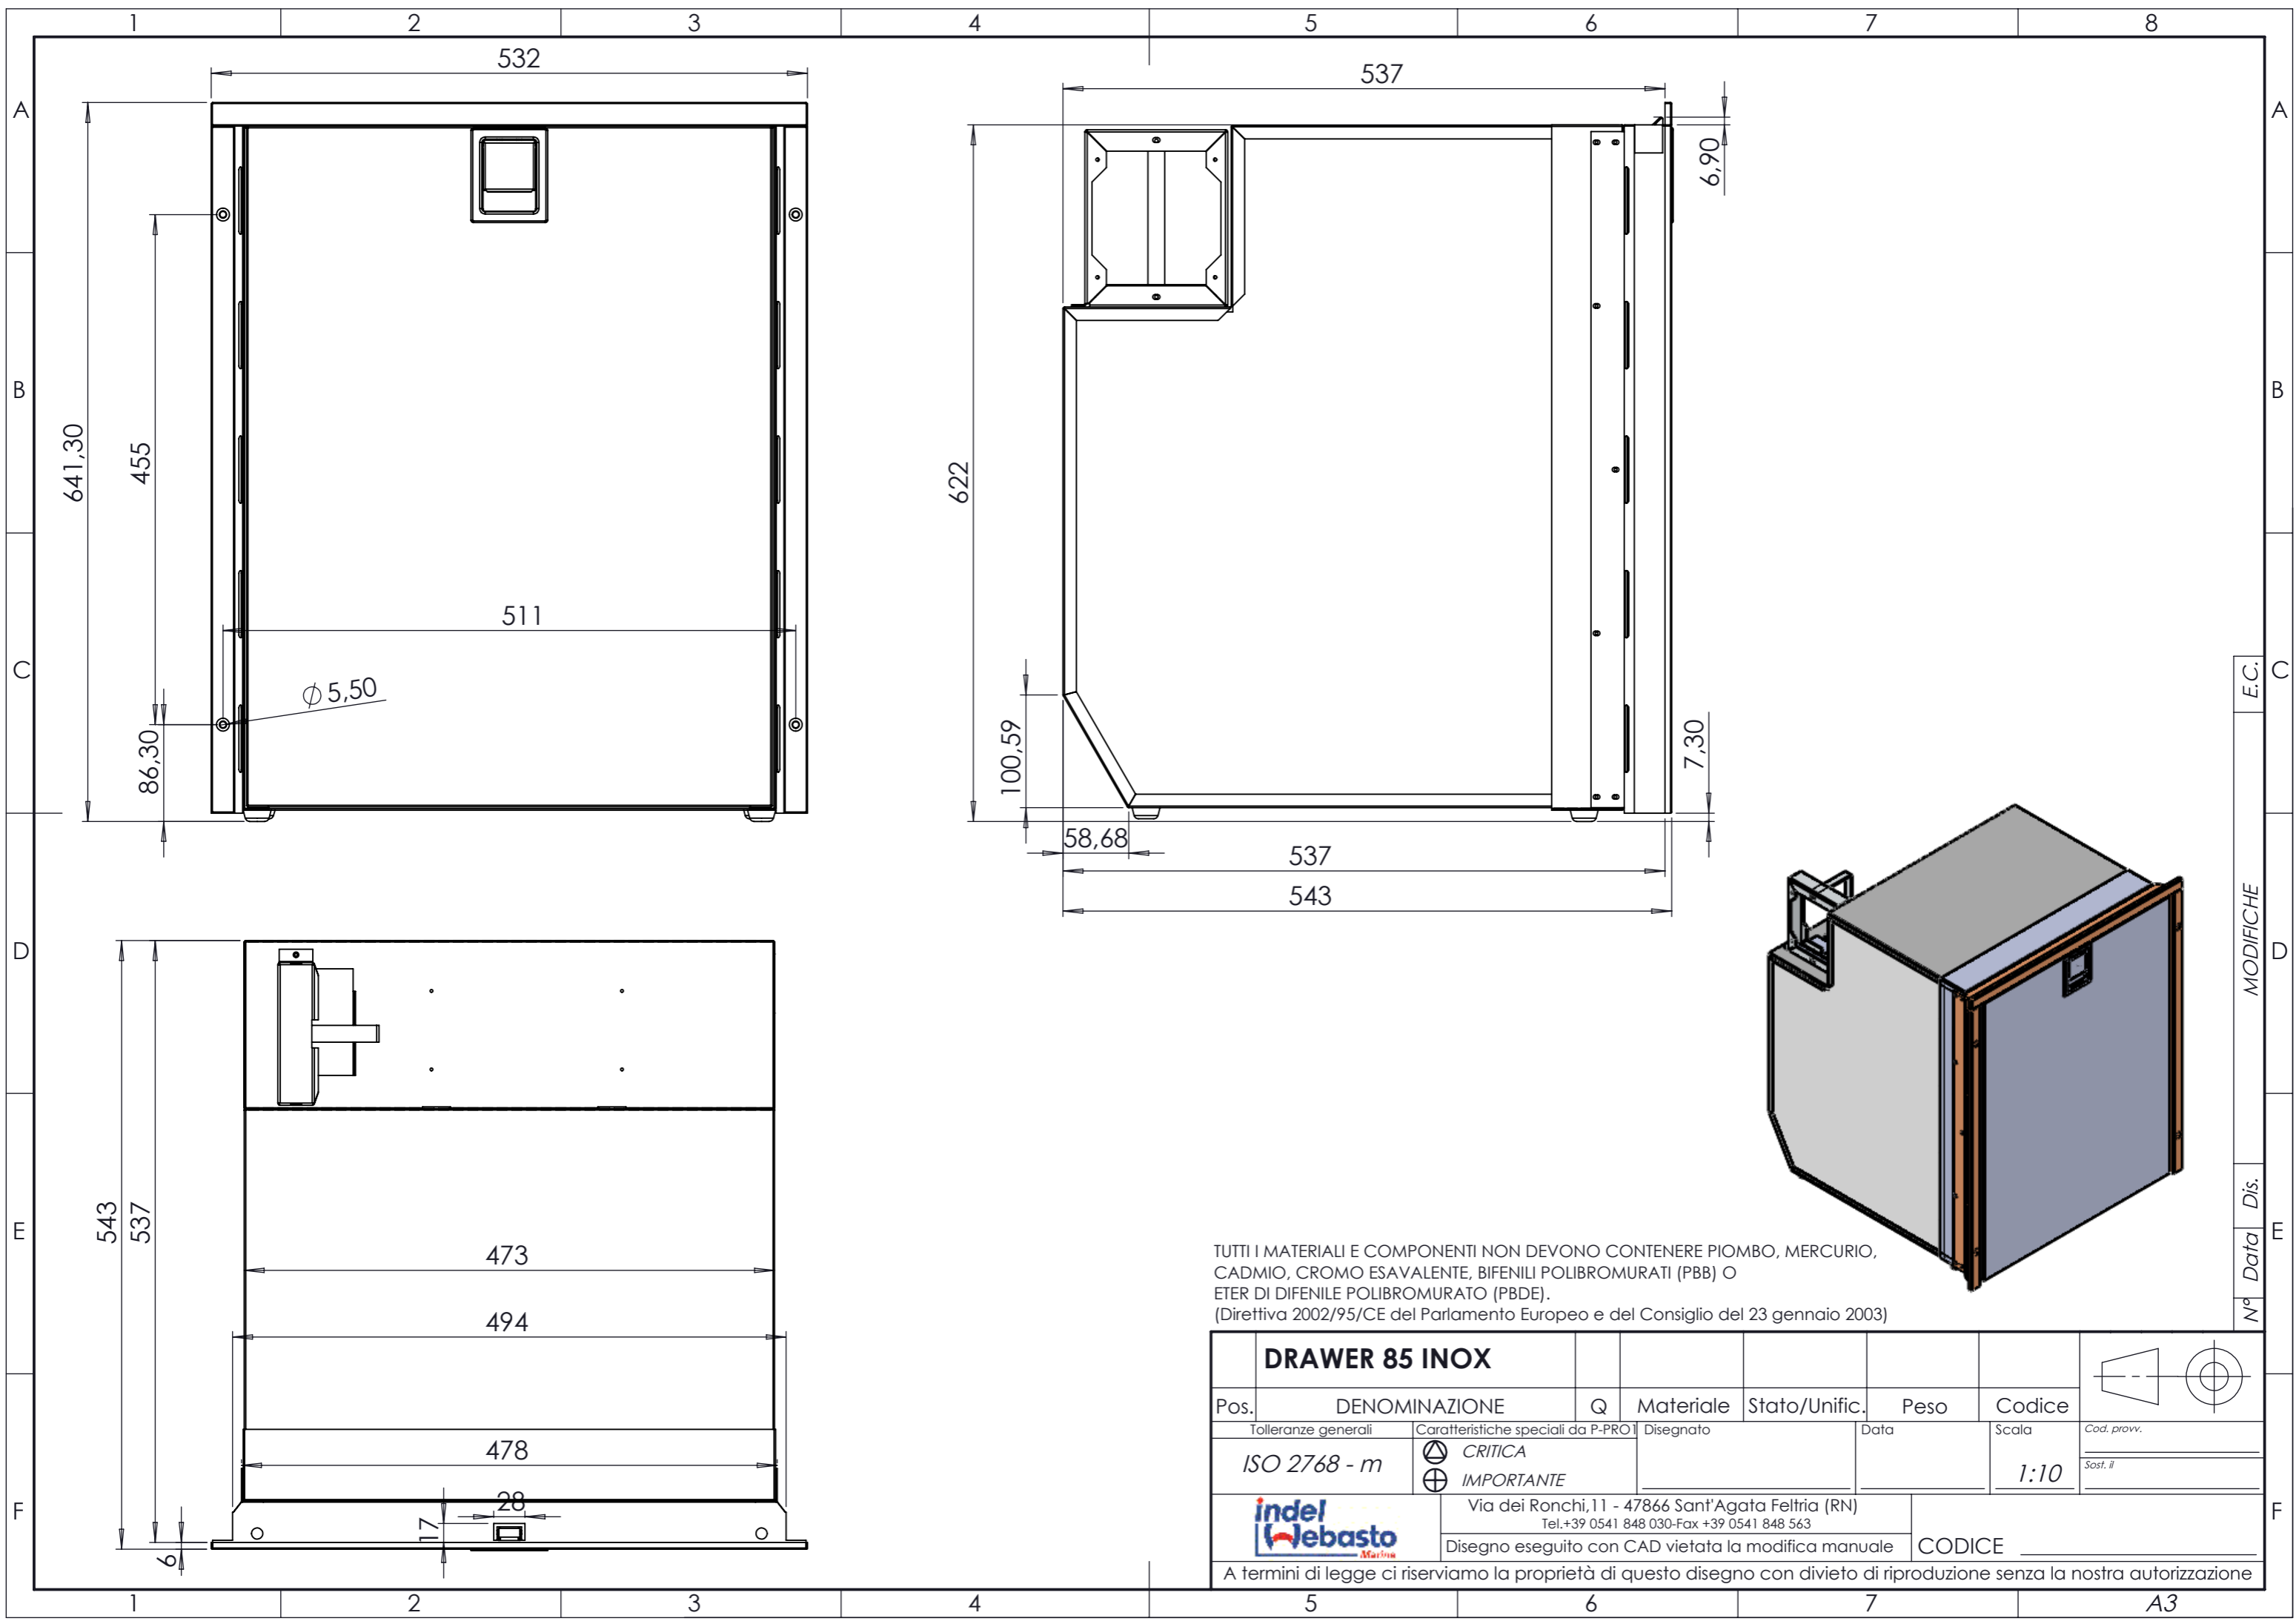 1 2 3 4 5 6 7 8
A A
B B
C C
D D
E E
F F
532
641,30
455
511
∅ 5,50
86,30
537
6,90
622
100,59
7,30
58,68
537
543
543
537
473
494
478
28
17
6
E.C.
MODIFICHE
Dis.
Data
N°
TUTTI I MATERIALI E COMPONENTI NON DEVONO CONTENERE PIOMBO, MERCURIO,
CADMIO, CROMO ESAVALENTE, BIFENILI POLIBROMURATI (PBB) O
ETER DI DIFENILE POLIBROMURATO (PBDE).
(Direttiva 2002/95/CE del Parlamento Europeo e del Consiglio del 23 gennaio 2003)
DRAWER 85 INOX
Pos. DENOMINAZIONE Q Materiale Stato/Unific. Peso Codice
Tolleranze generali Caratteristiche speciali da P-PRO1 Disegnato Data Scala Cod. provv.
ISO 2768 - m CRITICA 1:10 Sost. il
IMPORTANTE
indel Webasto Marine
Via dei Ronchi,11 - 47866 Sant'Agata Feltria (RN)
Tel.+39 0541 848 030-Fax +39 0541 848 563
Disegno eseguito con CAD vietata la modifica manuale CODICE
A termini di legge ci riserviamo la proprietà di questo disegno con divieto di riproduzione senza la nostra autorizzazione
1 2 3 4 5 6 7 A3